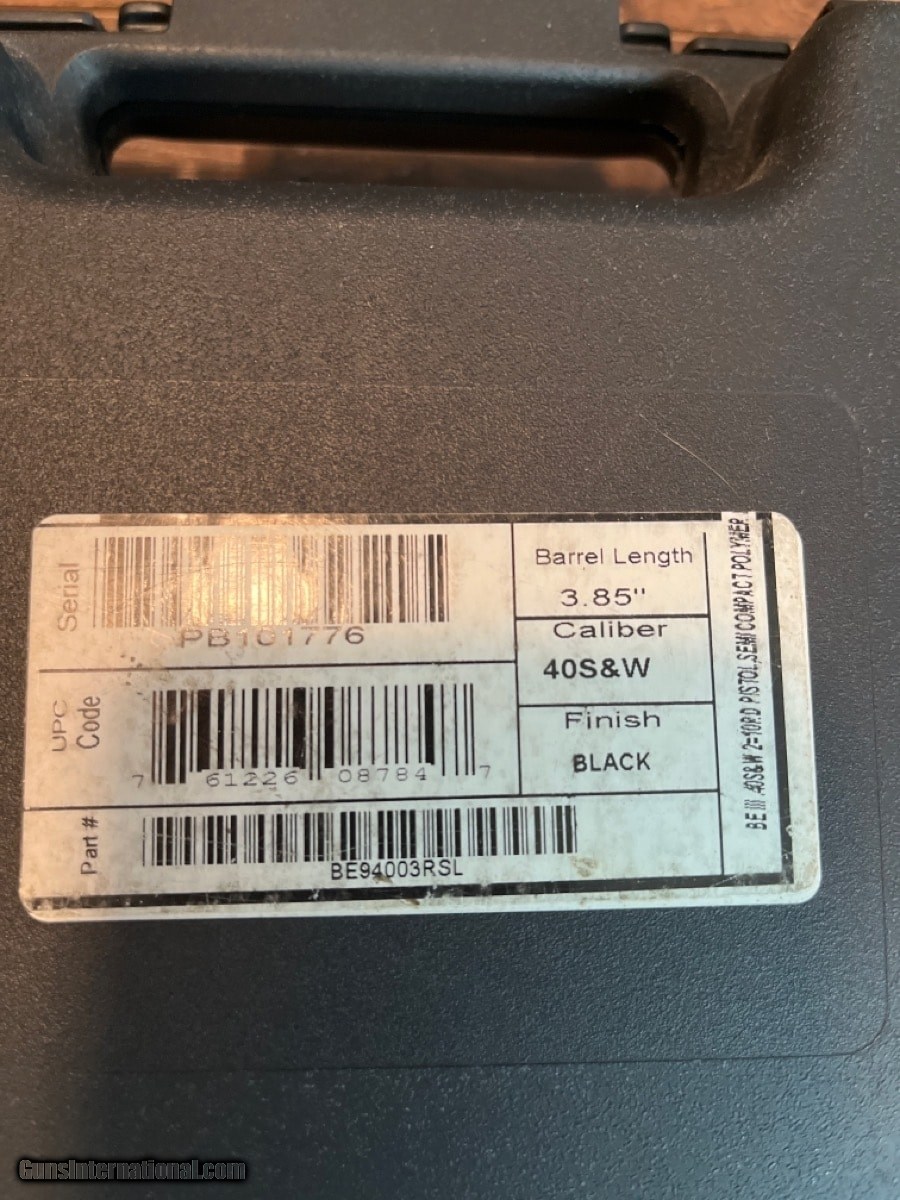 Serial
PB101776
UPC
Code
7 61226 08784 7
Part #
BE94003RSL
Barrel Length
3.85"
Caliber
40S&W
Finish
BLACK
BE III .40S&W 2=10RD PISTOL,SEMI COMPACT POLYMER
GunsInternational.com